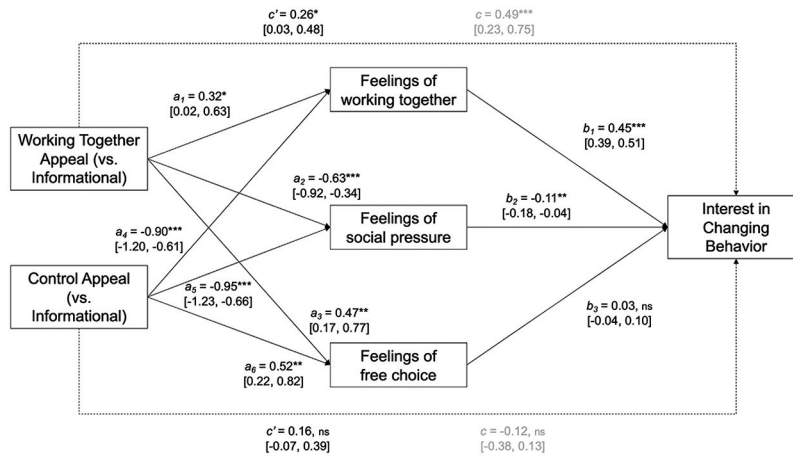 c' = 0.26*
[0.03, 0.48]
c = 0.49***
[0.23, 0.75]
Feelings of
working together
a1 = 0.32*
[0.02, 0.63]
b1 = 0.45***
[0.39, 0.51]
Working Together
Appeal (vs.
Informational)
a2 = -0.63***
[-0.92, -0.34]
b2 = -0.11**
[-0.18, -0.04]
a4 = -0.90***
[-1.20, -0.61]
Feelings of
social pressure
Interest in
Changing
Behavior
Control Appeal
(vs.
Informational)
a5 = -0.95***
[-1.23, -0.66]
a3 = 0.47**
[0.17, 0.77]
b3 = 0.03, ns
[-0.04, 0.10]
a6 = 0.52**
[0.22, 0.82]
Feelings of
free choice
c' = 0.16, ns
[-0.07, 0.39]
c = -0.12, ns
[-0.38, 0.13]